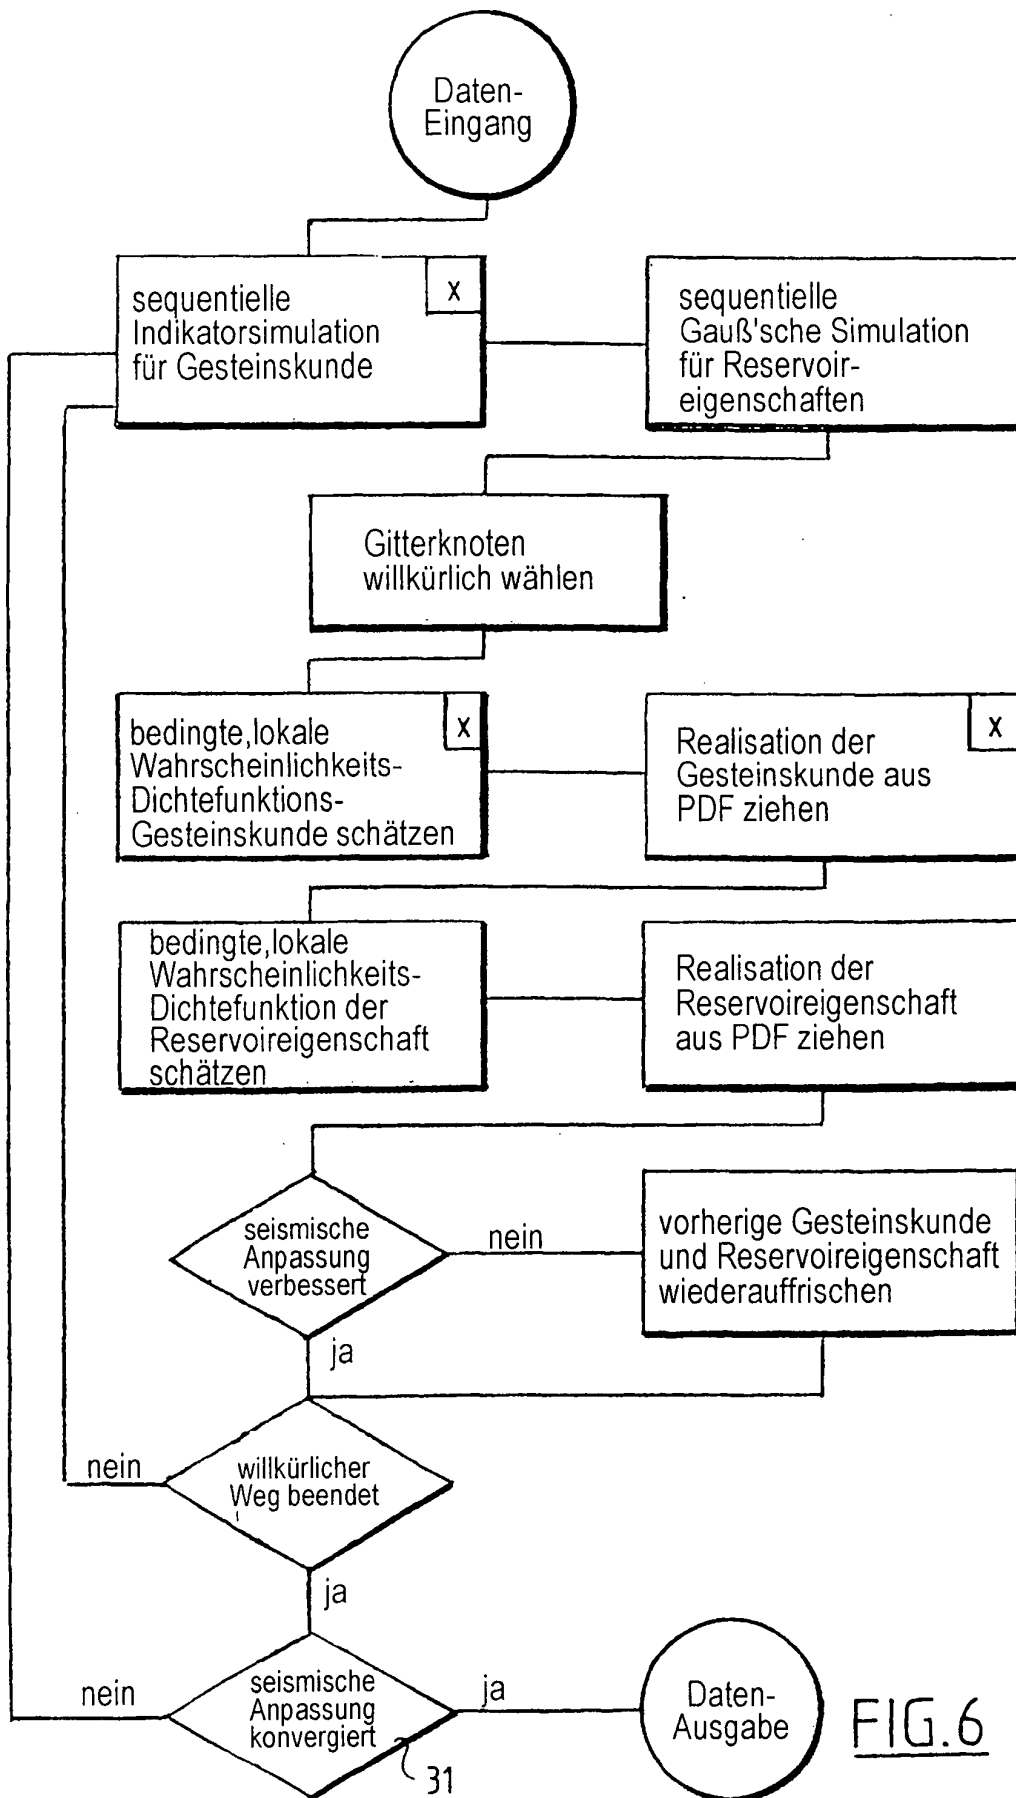 Daten-
Eingang
sequentielle
Indikatorsimulation
für Gesteinskunde
x
sequentielle
Gauß'sche Simulation
für Reservoir-
eigenschaften
Gitterknoten
willkürlich wählen
bedingte,lokale
Wahrscheinlichkeits-
Dichtefunktions-
Gesteinskunde schätzen
x
Realisation der
Gesteinskunde aus
PDF ziehen
x
bedingte,lokale
Wahrscheinlichkeits-
Dichtefunktion der
Reservoireigenschaft
schätzen
Realisation der
Reservoireigenschaft
aus PDF ziehen
seismische
Anpassung
verbessert
nein
vorherige Gesteinskunde
und Reservoireigenschaft
wiederauffrischen
ja
nein
willkürlicher
Weg beendet
ja
nein
seismische
Anpassung
konvergiert
ja
31
Daten-
Ausgabe
FIG.6